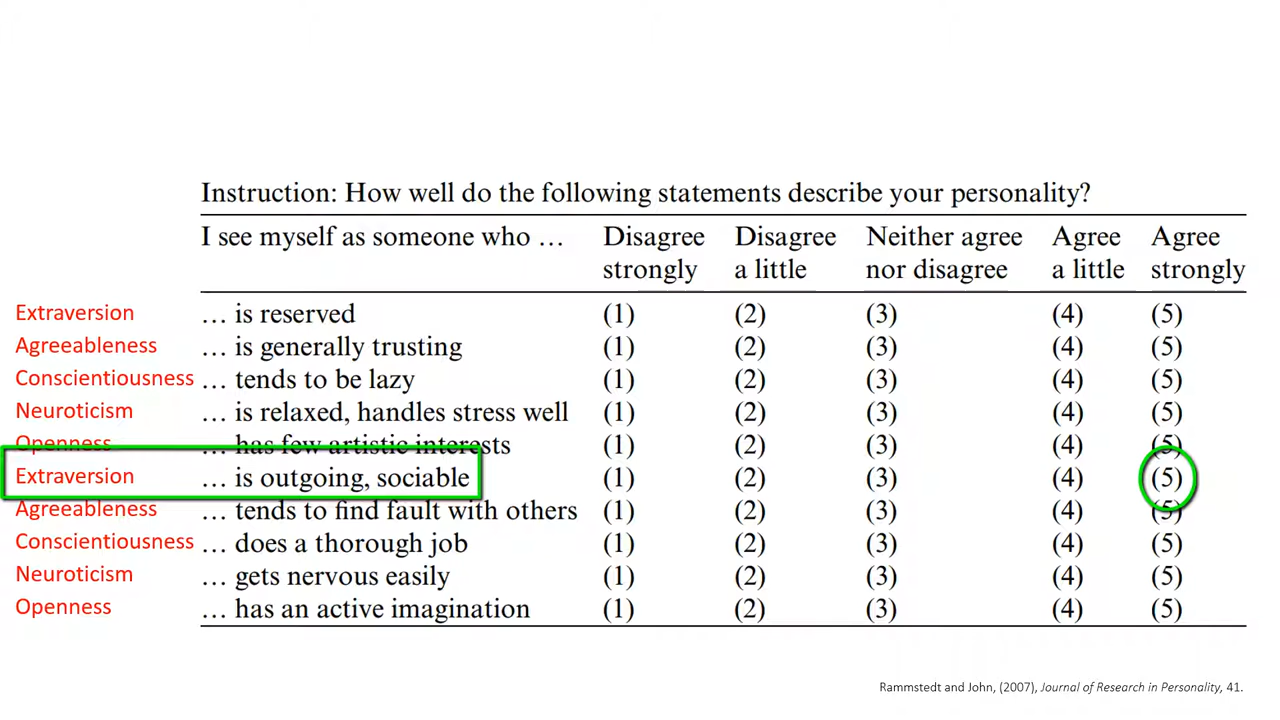 Instruction: How well do the following statements describe your personality?
I see myself as someone who … Disagree Disagree Neither agree Agree Agree
strongly a little nor disagree a little strongly
Extraversion … is reserved (1) (2) (3) (4) (5)
Agreeableness … is generally trusting (1) (2) (3) (4) (5)
Conscientiousness … tends to be lazy (1) (2) (3) (4) (5)
Neuroticism … is relaxed, handles stress well (1) (2) (3) (4) (5)
Openness … has few artistic interests (1) (2) (3) (4) (5)
Extraversion … is outgoing, sociable (1) (2) (3) (4) (5)
Agreeableness … tends to find fault with others (1) (2) (3) (4) (5)
Conscientiousness … does a thorough job (1) (2) (3) (4) (5)
Neuroticism … gets nervous easily (1) (2) (3) (4) (5)
Openness … has an active imagination (1) (2) (3) (4) (5)
Rammstedt and John, (2007), Journal of Research in Personality, 41.